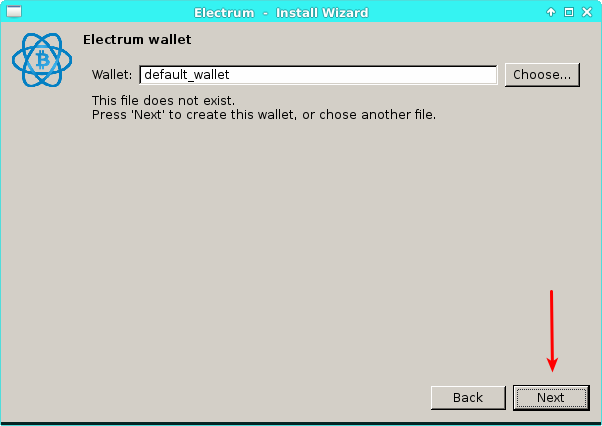 Electrum - Install Wizard
Electrum wallet
Wallet: default_wallet Choose...
This file does not exist.
Press 'Next' to create this wallet, or chose another file.
Back Next